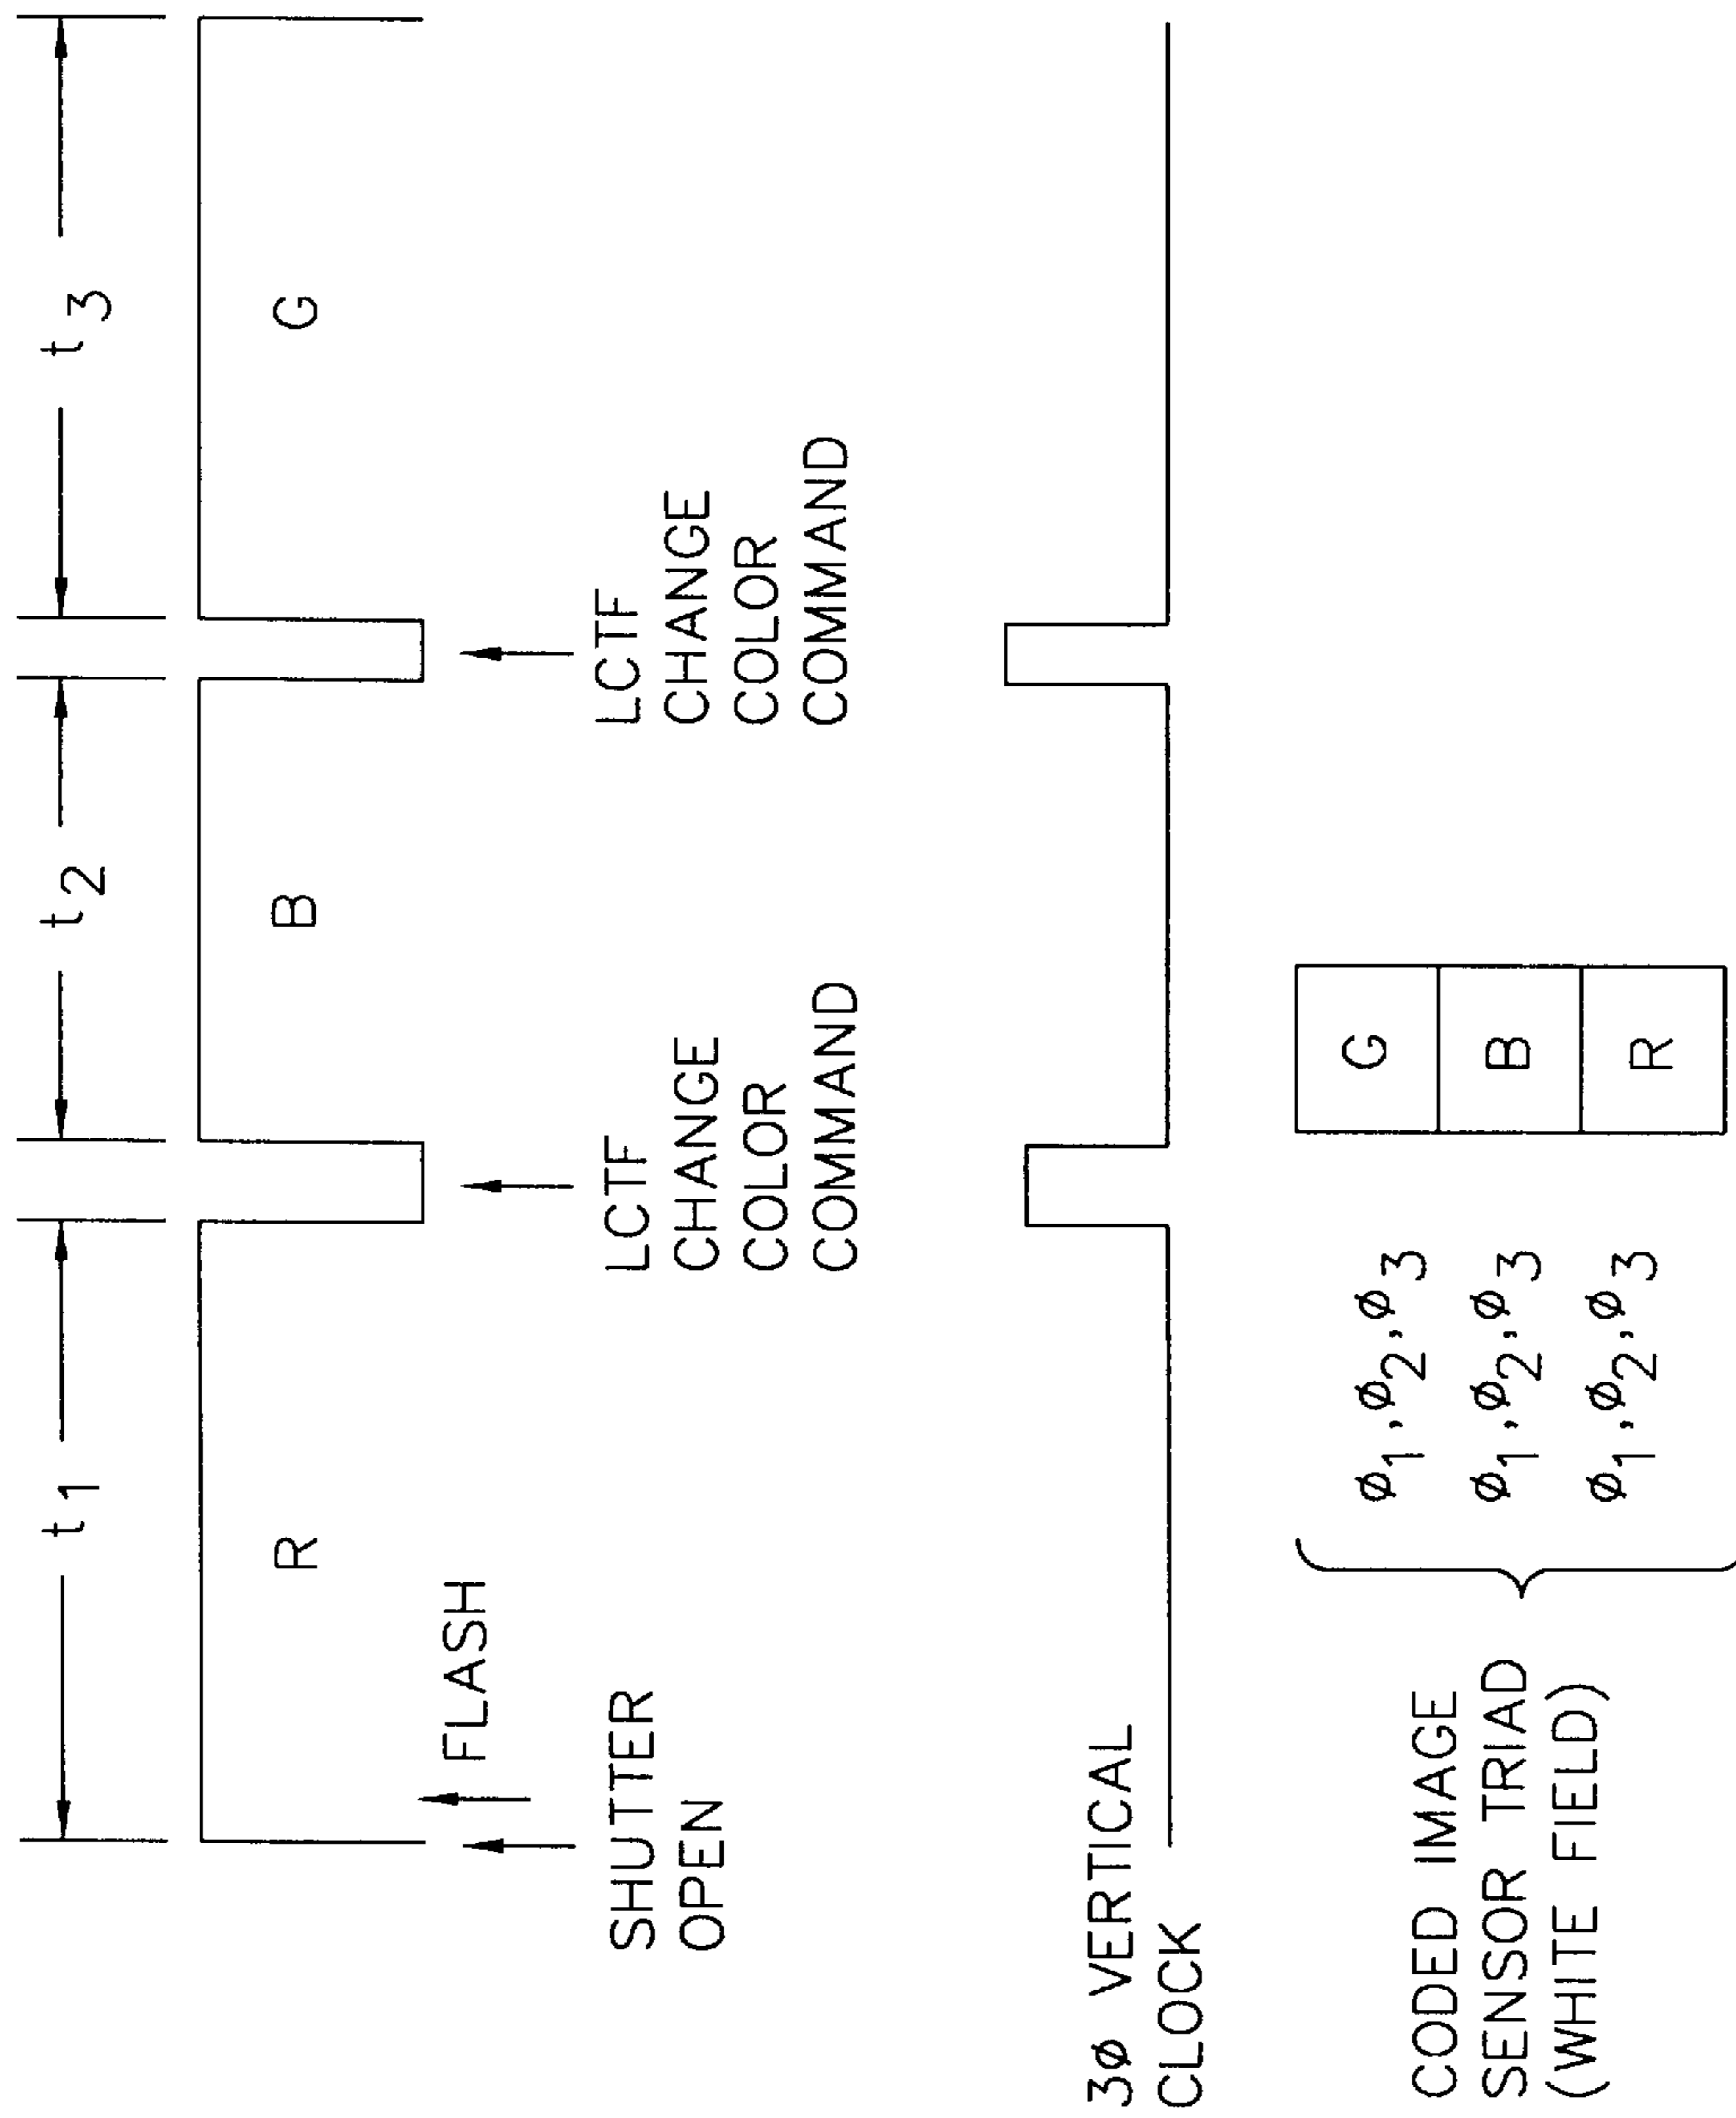 t1
t2
t3
R
B
G
FLASH
SHUTTER
OPEN
LCTF
CHANGE
COLOR
COMMAND
LCTF
CHANGE
COLOR
COMMAND
3ø VERTICAL
CLOCK
CODED IMAGE
SENSOR TRIAD
(WHITE FIELD)
ø1,ø2,ø3
ø1,ø2,ø3
ø1,ø2,ø3
G
B
R